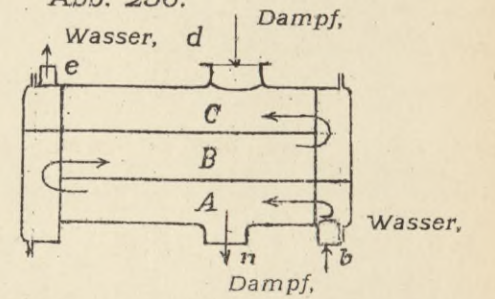 Abb. 256.
Dampf,
Wasser, d
e
C
B
A
Wasser,
n
b
Dampf,